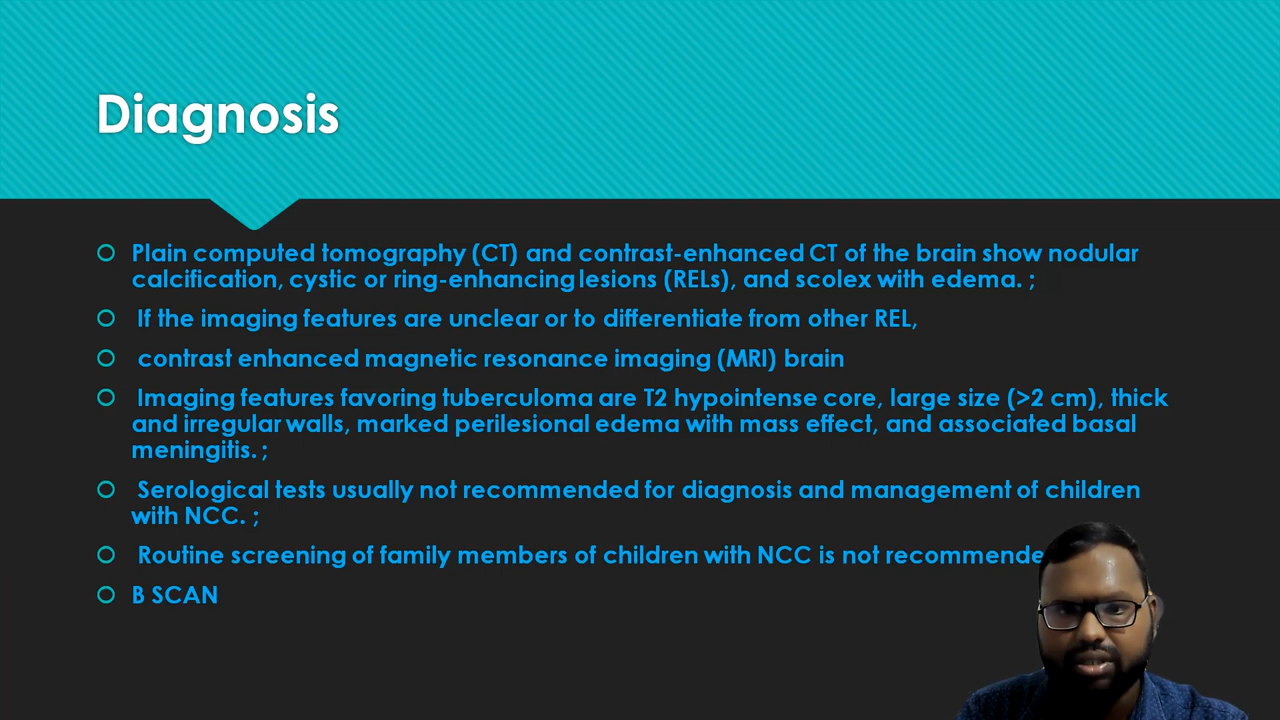 Diagnosis
Plain computed tomography (CT) and contrast-enhanced CT of the brain show nodular
calcification, cystic or ring-enhancing lesions (RELs), and scolex with edema. ;
If the imaging features are unclear or to differentiate from other REL,
contrast enhanced magnetic resonance imaging (MRI) brain
Imaging features favoring tuberculoma are T2 hypointense core, large size (>2 cm), thick
and irregular walls, marked perilesional edema with mass effect, and associated basal
meningitis. ;
Serological tests usually not recommended for diagnosis and management of children
with NCC. ;
Routine screening of family members of children with NCC is not
B SCAN